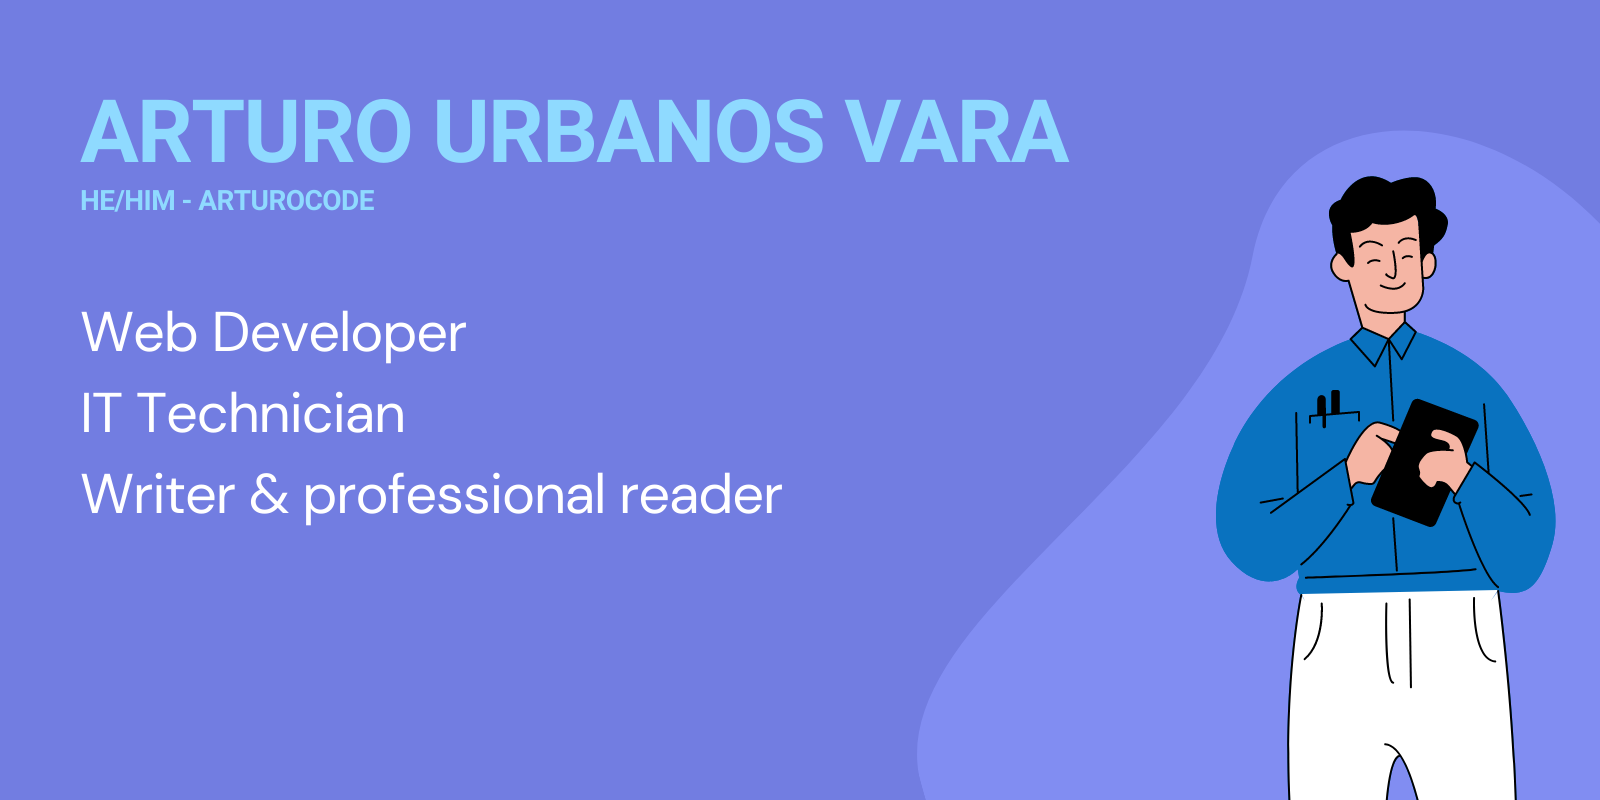 ARTURO URBANOS VARA
HE/HIM - ARTUROCODE
Web Developer
IT Technician
Writer & professional reader